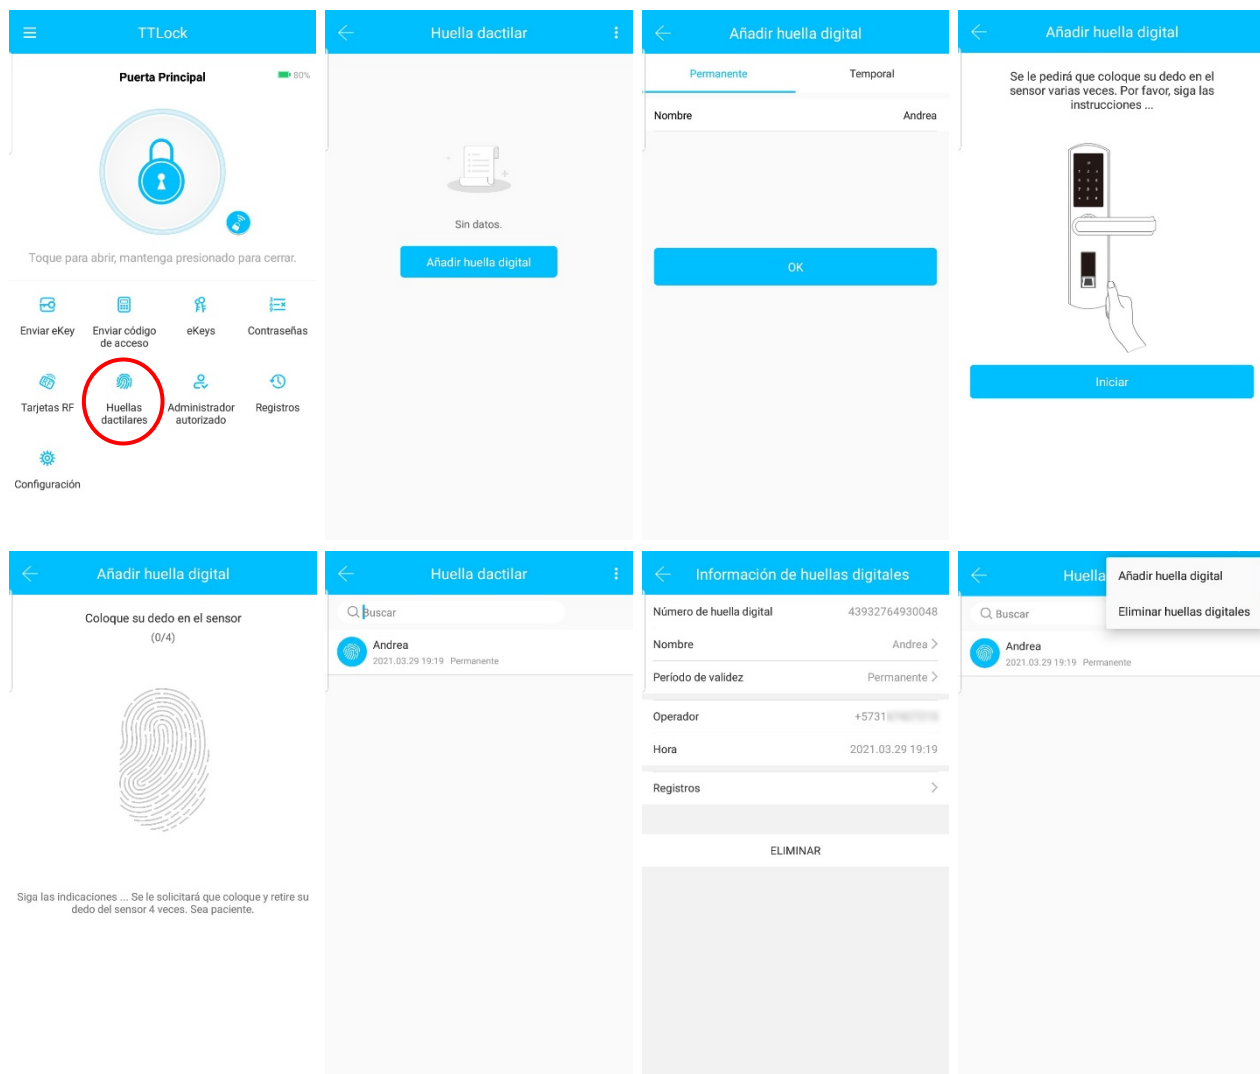 TTLock
Puerta Principal
80%
Toque para abrir, mantenga presionado para cerrar.
Enviar eKey
Enviar código
de acceso
eKeys
Contraseñas
Tarjetas RF
Huellas
dactilares
Administrador
autorizado
Registros
Configuración
Huella dactilar
Sin datos.
Añadir huella digital
Añadir huella digital
Permanente
Temporal
Nombre
Andrea
OK
Añadir huella digital
Se le pedirá que coloque su dedo en el
sensor varias veces. Por favor, siga las
instrucciones ...
Iniciar
Añadir huella digital
Coloque su dedo en el sensor
(0/4)
Siga las indicaciones ... Se le solicitará que coloque y retire su
dedo del sensor 4 veces. Sea paciente.
Huella dactilar
Buscar
Andrea
2021.03.29 19:19 Permanente
Información de huellas digitales
Número de huella digital 43932764930048
Nombre Andrea
Período de validez Permanente
Operador +5731
Hora 2021.03.29 19:19
Registros
ELIMINAR
Huella
Añadir huella digital
Eliminar huellas digitales
Buscar
Andrea
2021.03.29 19:19 Permanente